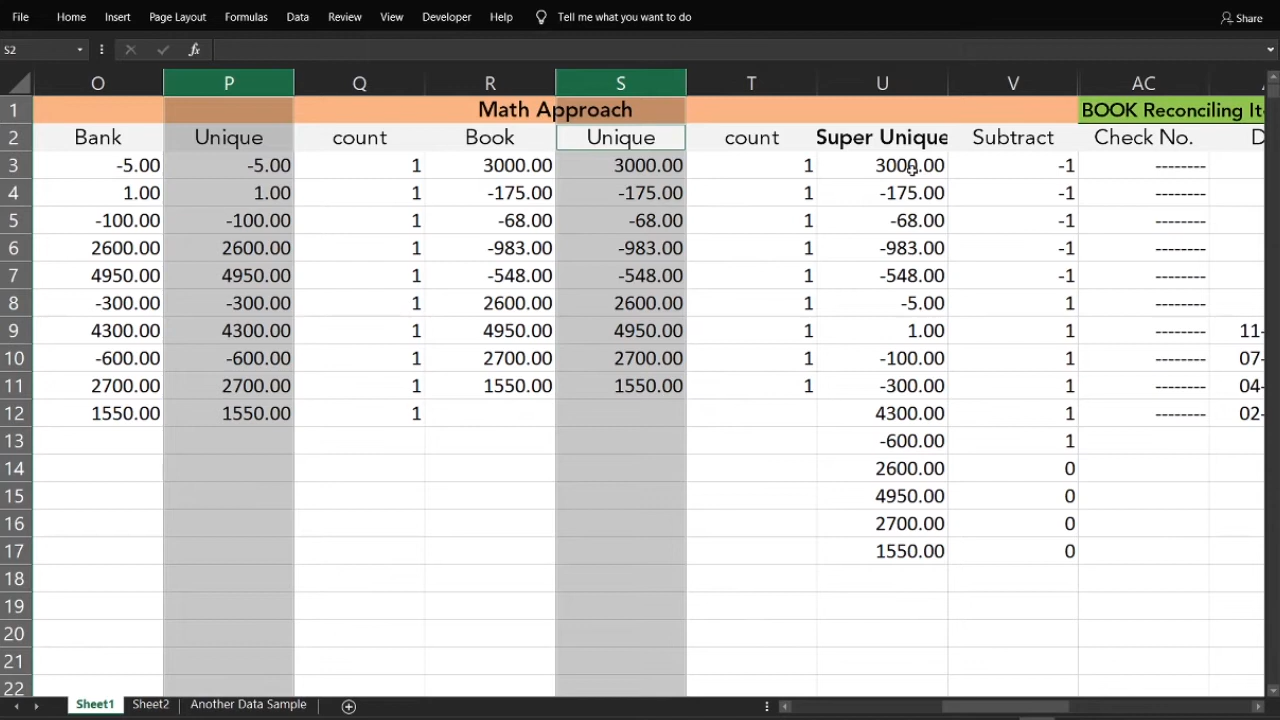 File Home Insert Page Layout Formulas Data Review View Developer Help Tell me what you want to do Share
S2 fx
O P Q R S T U V AC
1 Math Approach BOOK Reconciling It
2 Bank Unique count Book Unique count Super Unique Subtract Check No. D
3 -5.00 -5.00 1 3000.00 3000.00 1 3000.00 -1 --------
4 1.00 1.00 1 -175.00 -175.00 1 -175.00 -1 --------
5 -100.00 -100.00 1 -68.00 -68.00 1 -68.00 -1 --------
6 2600.00 2600.00 1 -983.00 -983.00 1 -983.00 -1 --------
7 4950.00 4950.00 1 -548.00 -548.00 1 -548.00 -1 --------
8 -300.00 -300.00 1 2600.00 2600.00 1 -5.00 1 --------
9 4300.00 4300.00 1 4950.00 4950.00 1 1.00 1 -------- 11-
10 -600.00 -600.00 1 2700.00 2700.00 1 -100.00 1 -------- 07-
11 2700.00 2700.00 1 1550.00 1550.00 1 -300.00 1 -------- 04-
12 1550.00 1550.00 1 4300.00 1 -------- 02-
13 -600.00 1
14 2600.00 0
15 4950.00 0
16 2700.00 0
17 1550.00 0
18
19
20
21
22
Sheet1 Sheet2 Another Data Sample